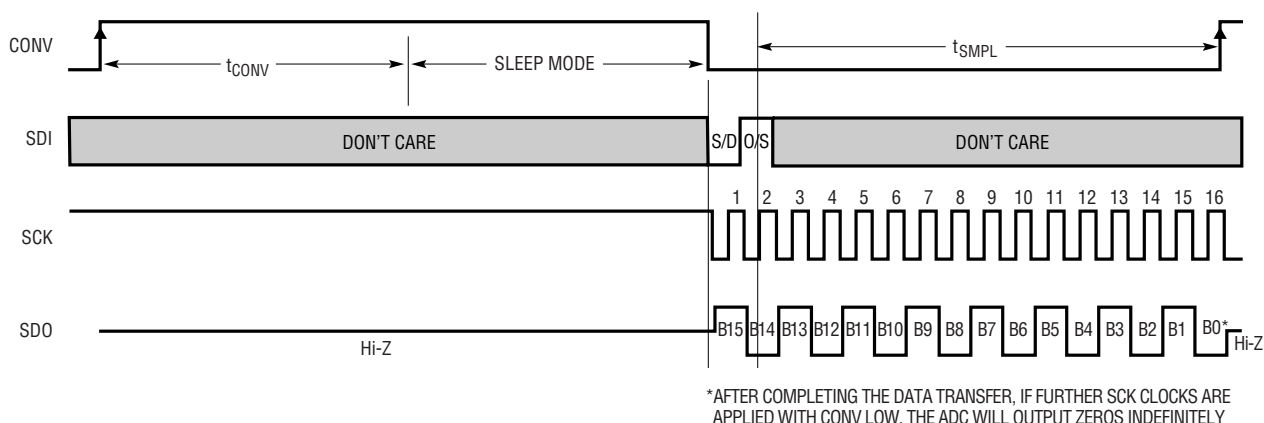 CONV
tCONV
SLEEP MODE
tSMPL
SDI
DON'T CARE
S/D
O/S
DON'T CARE
1 2 3 4 5 6 7 8 9 10 11 12 13 14 15 16
SCK
SDO
Hi-Z
B15 B14 B13 B12 B11 B10 B9 B8 B7 B6 B5 B4 B3 B2 B1 B0*
Hi-Z
*AFTER COMPLETING THE DATA TRANSFER, IF FURTHER SCK CLOCKS ARE
APPLIED WITH CONV LOW, THE ADC WILL OUTPUT ZEROS INDEFINITELY